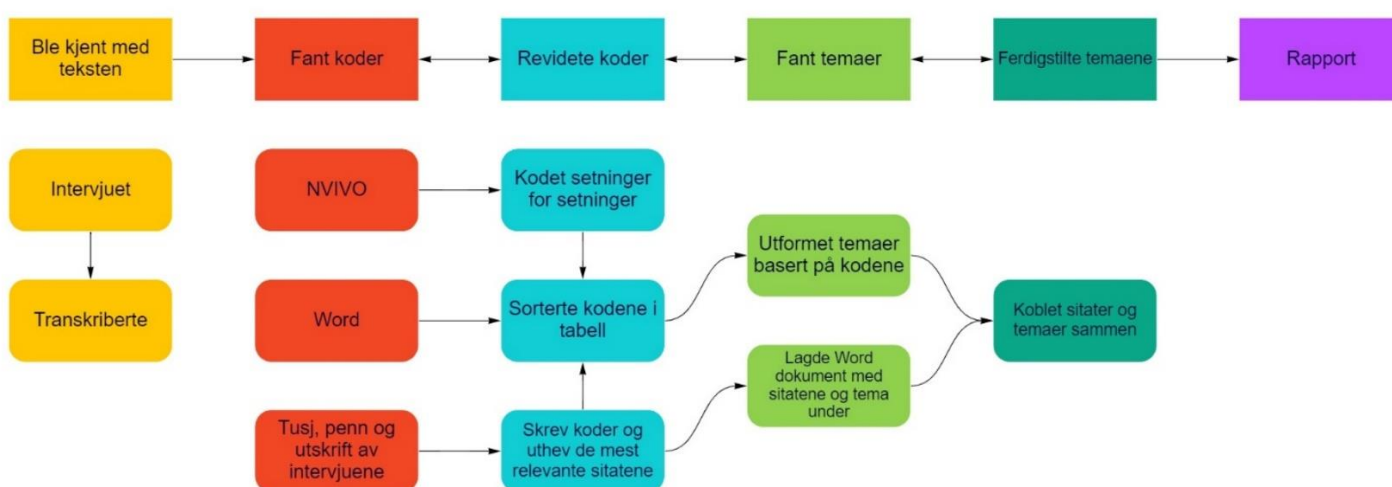 Ble kjent med
teksten
Fant koder
Revidete koder
Fant temaer
Ferdigstilte temaene
Rapport
Intervjuet
NVIVO
Kodet setninger
for setninger
Utformet temaer
basert på kodene
Transkriberte
Word
Sorterte kodene i
tabell
Koblet sitater og
temaer sammen
Lagde Word
dokument med
sitatene og tema
under
Tusj, penn og
utskrift av
intervjuene
Skrev koder og
uthev de mest
relevante sitatene